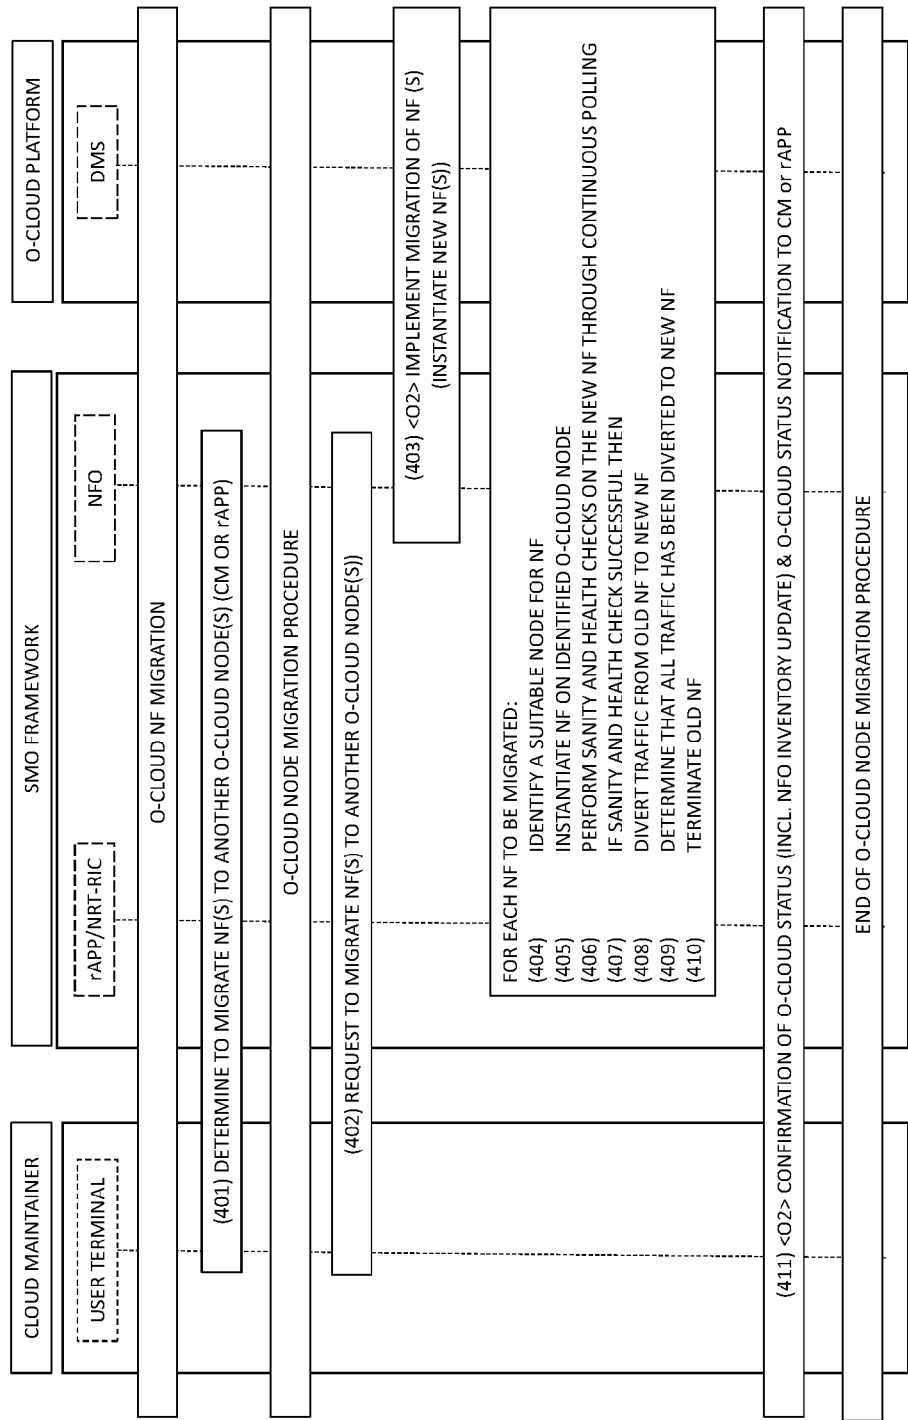 CLOUD MAINTAINER
SMO FRAMEWORK
O-CLOUD PLATFORM
USER TERMINAL
rAPP/NRT-RIC
NFO
DMS
O-CLOUD NF MIGRATION
(401) DETERMINE TO MIGRATE NF(S) TO ANOTHER O-CLOUD NODE(S) (CM OR rAPP)
O-CLOUD NODE MIGRATION PROCEDURE
(402) REQUEST TO MIGRATE NF(S) TO ANOTHER O-CLOUD NODE(S))
(403) <O2> IMPLEMENT MIGRATION OF NF (S)
(INSTANTIATE NEW NF(S))
FOR EACH NF TO BE MIGRATED:
(404) IDENTIFY A SUITABLE NODE FOR NF
(405) INSTANTIATE NF ON IDENTIFIED O-CLOUD NODE
(406) PERFORM SANITY AND HEALTH CHECKS ON THE NEW NF THROUGH CONTINUOUS POLLING
(407) IF SANITY AND HEALTH CHECK SUCCESSFUL THEN
(408) DIVERT TRAFFIC FROM OLD NF TO NEW NF
(409) DETERMINE THAT ALL TRAFFIC HAS BEEN DIVERTED TO NEW NF
(410) TERMINATE OLD NF
(411) <O2> CONFIRMATION OF O-CLOUD STATUS (INCL. NFO INVENTORY UPDATE) & O-CLOUD STATUS NOTIFICATION TO CM or rAPP
END OF O-CLOUD NODE MIGRATION PROCEDURE